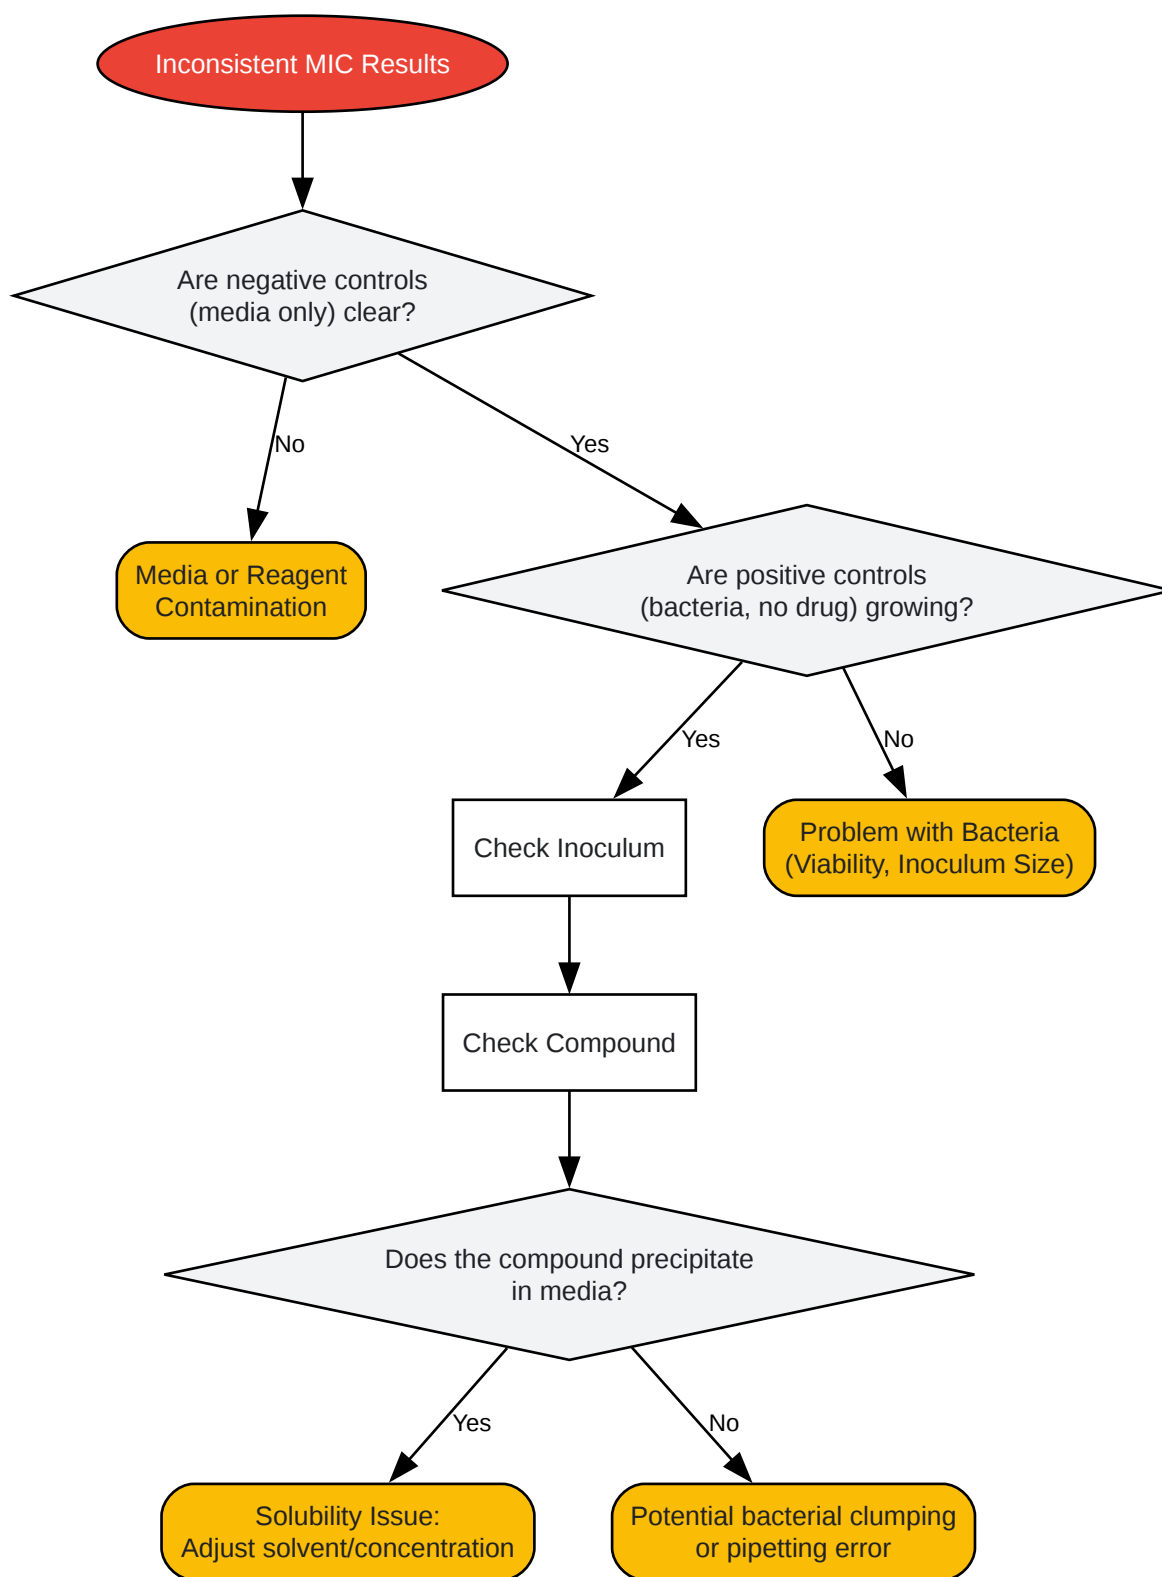 Inconsistent MIC Results
Are negative controls
(media only) clear?
No
Yes
Media or Reagent
Contamination
Are positive controls
(bacteria, no drug) growing?
Yes
No
Check Inoculum
Problem with Bacteria
(Viability, Inoculum Size)
Check Compound
Does the compound precipitate
in media?
Yes
No
Solubility Issue:
Adjust solvent/concentration
Potential bacterial clumping
or pipetting error